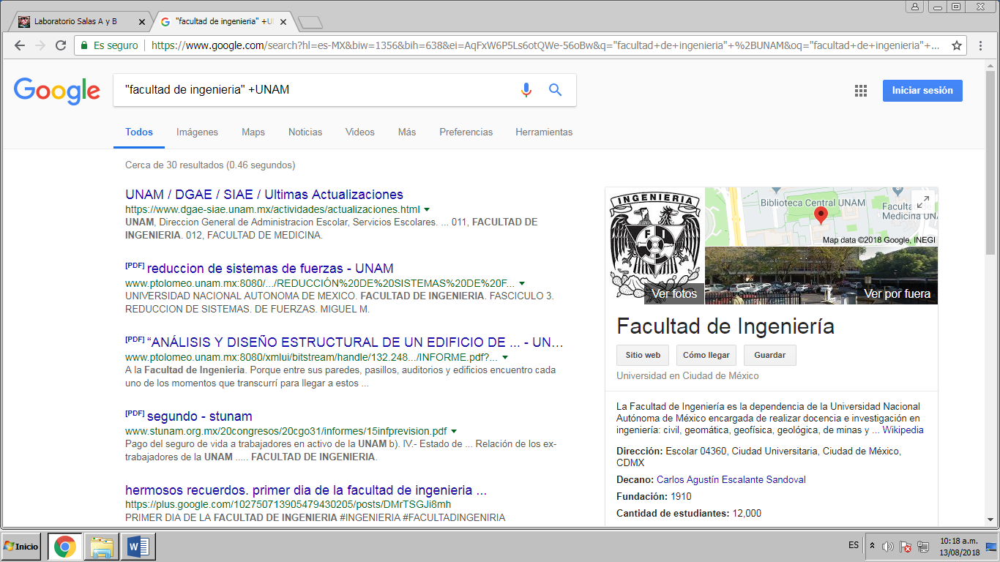 Laboratorio Salas A y B
"facultad de ingenieria" +U
Es seguro
https://www.google.com/search?hl=es-MX&biw=1356&bih=638&ei=AqFxW6P5Ls6otQWe-56oBw&q="facultad+de+ingenieria"+%2BUNAM&oq="facultad+de+ingenieria"+...
Google
"facultad de ingenieria" +UNAM
Iniciar sesión
Todos Imágenes Maps Noticias Videos Más Preferencias Herramientas
Cerca de 30 resultados (0.46 segundos)
UNAM / DGAE / SIAE / Ultimas Actualizaciones
https://www.dgae-siae.unam.mx/actividades/actualizaciones.html
UNAM, Direccion General de Administracion Escolar, Servicios Escolares. ... 011, FACULTAD DE
INGENIERIA. 012, FACULTAD DE MEDICINA.
[PDF] reduccion de sistemas de fuerzas - UNAM
www.ptolomeo.unam.mx:8080/.../REDUCCIÓN%20DE%20SISTEMAS%20DE%20F...
UNIVERSIDAD NACIONAL AUTONOMA DE MEXICO. FACULTAD DE INGENIERIA. FASCICULO 3.
REDUCCION DE SISTEMAS. DE FUERZAS. MIGUEL M.
[PDF] “ANÁLISIS Y DISEÑO ESTRUCTURAL DE UN EDIFICIO DE ... - UN…
www.ptolomeo.unam.mx:8080/xmlui/bitstream/handle/132.248.../INFORME.pdf?...
A la Facultad de Ingenieria. Porque entre sus paredes, pasillos, auditorios y edificios encuentro cada
uno de los momentos que transcurrí para llegar a estos ...
[PDF] segundo - stunam
www.stunam.org.mx/20congresos/20cgo31/informes/15infprevision.pdf
Pago del seguro de vida a trabajadores en activo de la UNAM b). IV.- Estado de ... Relación de los ex-
trabajadores de la UNAM ..... FACULTAD DE INGENIERIA.
hermosos recuerdos. primer dia de la facultad de ingenieria ...
https://plus.google.com/102750713905479430205/posts/DMrTSGJi8mh
PRIMER DIA DE LA FACULTAD DE INGENIERIA #INGENIERIA #FACULTADINGENIRIA
INGENIERIA
F I
Ver fotos
Biblioteca Central UNAM
Facultad de
Medicina UNA
Map data ©2018 Google, INEGI
Ver por fuera
Facultad de Ingeniería
Sitio web Cómo llegar Guardar
Universidad en Ciudad de México
La Facultad de Ingeniería es la dependencia de la Universidad Nacional
Autónoma de México encargada de realizar docencia e investigación en
ingeniería: civil, geomática, geofísica, geológica, de minas y ... Wikipedia
Dirección: Escolar 04360, Ciudad Universitaria, Ciudad de México,
CDMX
Decano: Carlos Agustín Escalante Sandoval
Fundación: 1910
Cantidad de estudiantes: 12,000
Inicio
ES
10:18 a.m.
13/08/2018